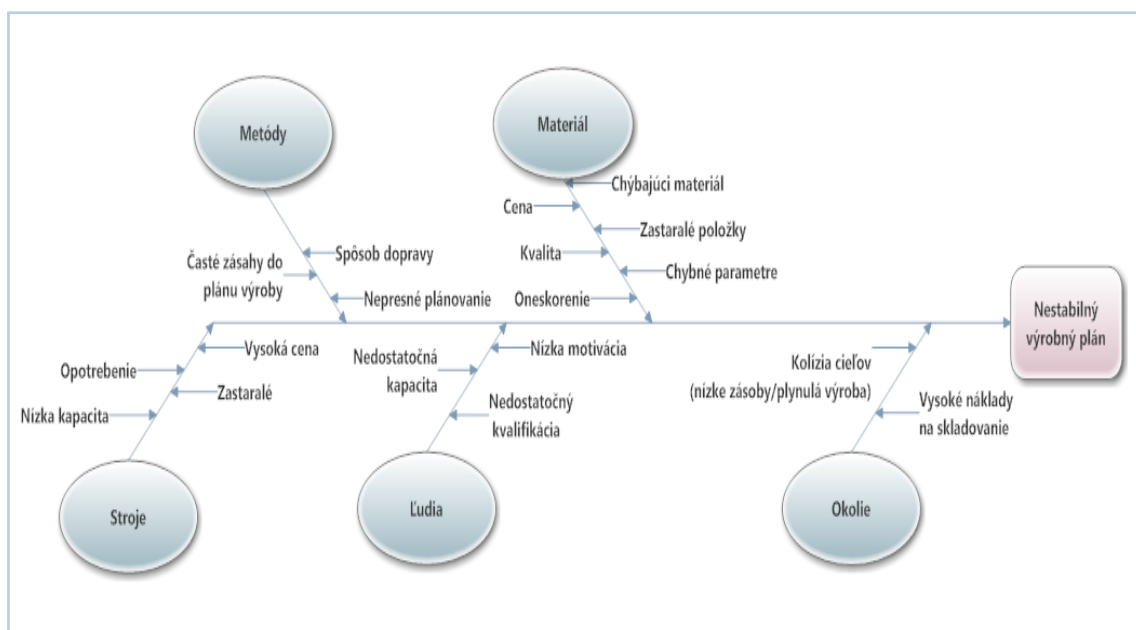 Metódy
Materiál
Chýbajúci materiál
Cena
Zastaralé položky
Kvalita
Chybné parametre
Oneskorenie
Spôsob dopravy
Časté zásahy do
plánu výroby
Nepresné plánovanie
Nestabilný
výrobný plán
Vysoká cena
Opotrebenie
Zastaralé
Nízka kapacita
Stroje
Nízka motivácia
Nedostatočná
kapacita
Nedostatočný
kvalifikácia
Ľudia
Kolízia cieľov
(nízke zásoby/plynulá výroba)
Vysoké náklady
na skladovanie
Okolie